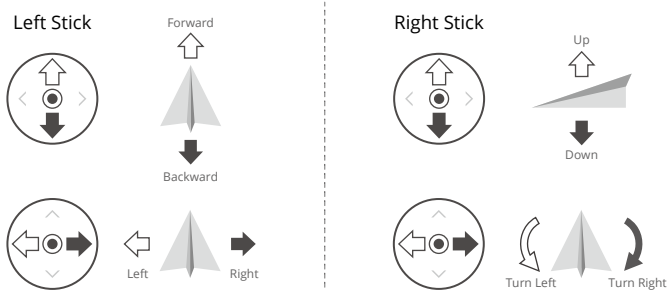 Left Stick
Forward
Backward
Left
Right
Right Stick
Up
Down
Turn Left
Turn Right